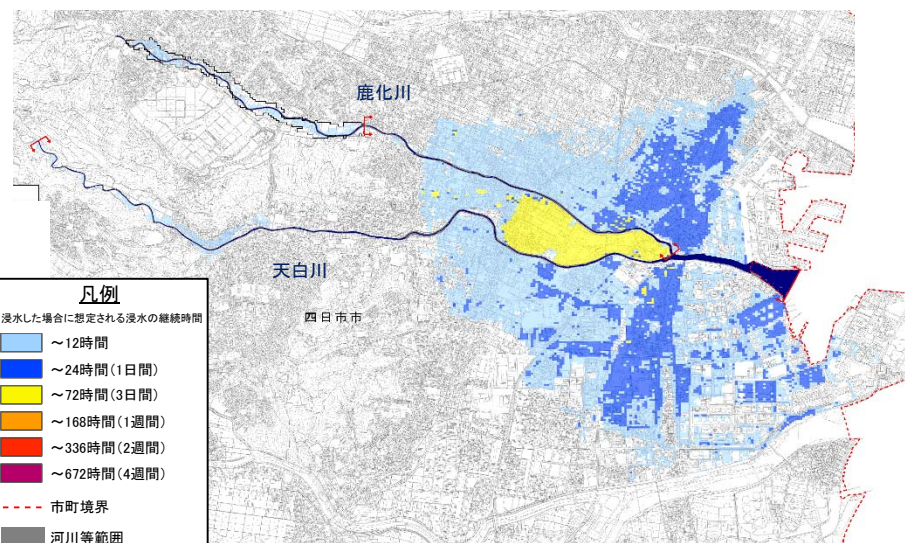 鹿化川
天白川
四日市市
凡例
浸水した場合に想定される浸水の継続時間
～12時間
～24時間(1日間)
～72時間(3日間)
～168時間(1週間)
～336時間(2週間)
～672時間(4週間)
市町境界
河川等範囲